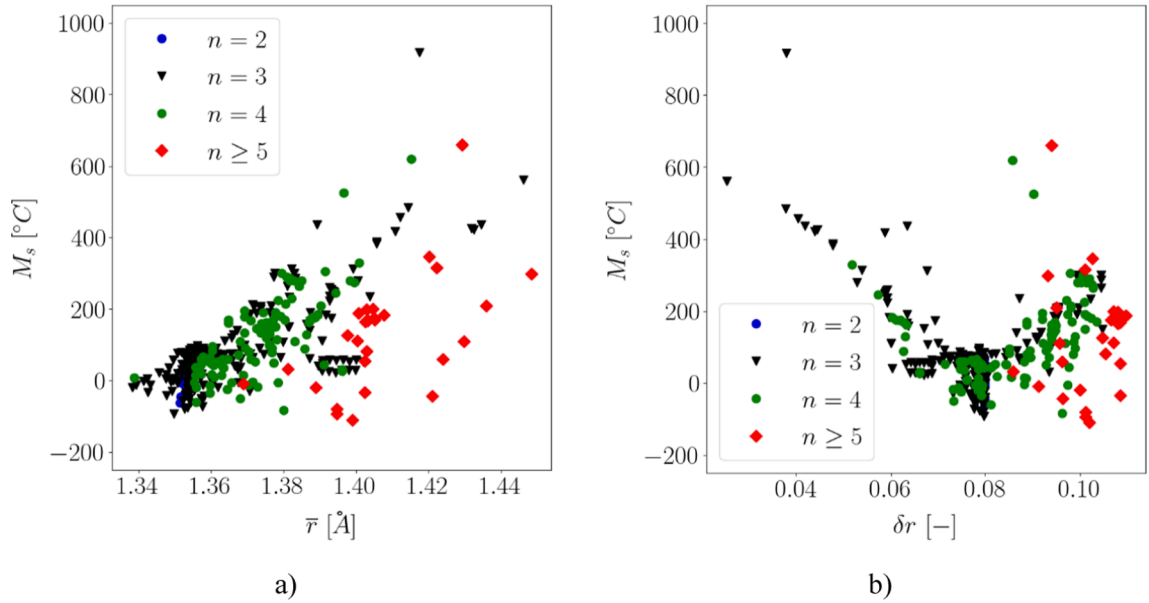 1000
800
600
400
200
0
−200
M_s [°C]
n = 2
n = 3
n = 4
n ≥ 5
1.34 1.36 1.38 1.40 1.42 1.44
r̅ [Å]
a)
1000
800
600
400
200
0
−200
M_s [°C]
n = 2
n = 3
n = 4
n ≥ 5
0.04 0.06 0.08 0.10
δr [−]
b)